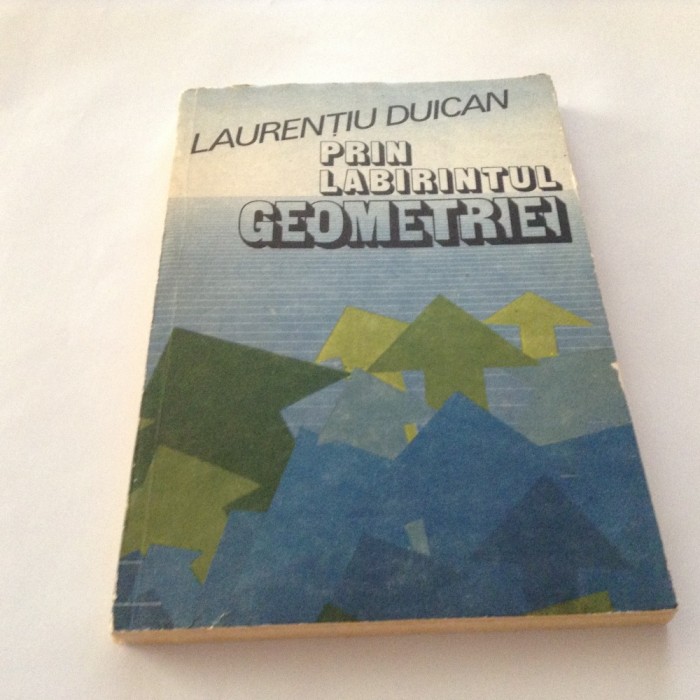 LAURENȚIU DUICAN
PRIN
LABIRINTUL
GEOMETRIEI